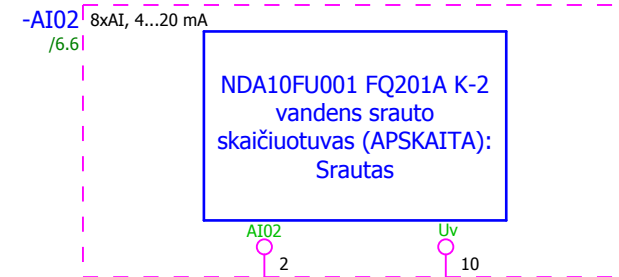 -AI02 8xAI, 4...20 mA
/6.6
NDA10FU001 FQ201A K-2
vandens srauto
skaičiuotuvas (APSKAITA):
Srautas
AI02 Uv
2 10